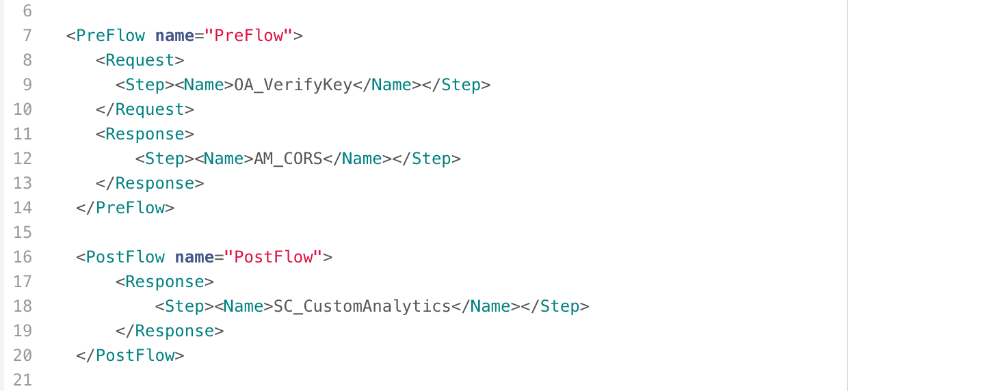 6
7 <PreFlow name="PreFlow">
8 <Request>
9 <Step><Name>OA_VerifyKey</Name></Step>
10 </Request>
11 <Response>
12 <Step><Name>AM_CORS</Name></Step>
13 </Response>
14 </PreFlow>
15
16 <PostFlow name="PostFlow">
17 <Response>
18 <Step><Name>SC_CustomAnalytics</Name></Step>
19 </Response>
20 </PostFlow>
21